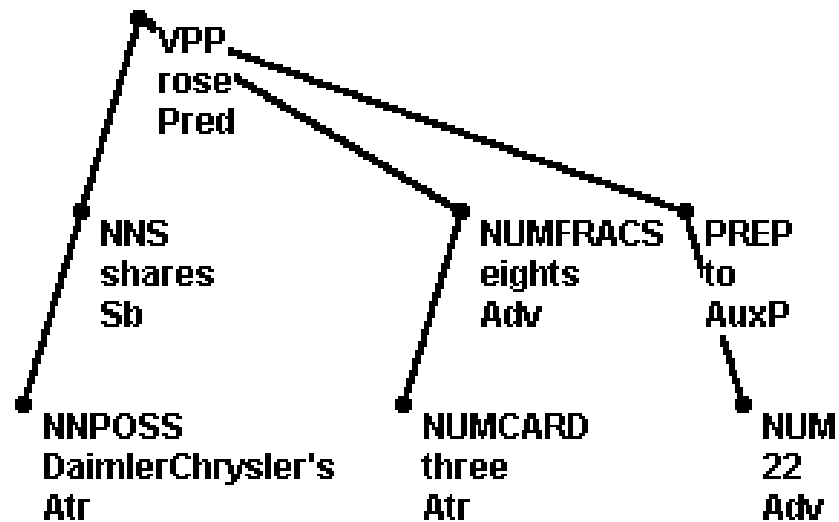 VPP
rose
Pred
NNS
shares
Sb
NUMFRACS
eights
Adv
PREP
to
AuxP
NNPOSS
DaimlerChrysler's
Atr
NUMCARD
three
Atr
NUM
22
Adv